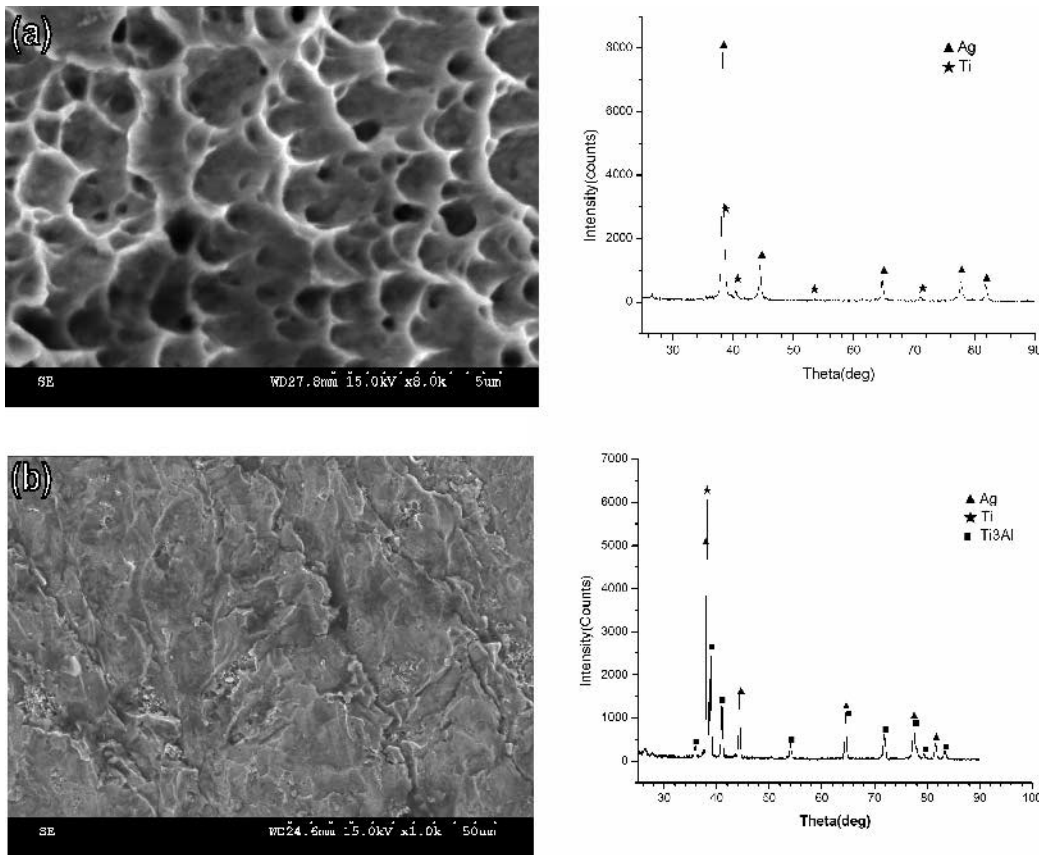 (a)
SE WD27.8mm 15.0kV x8.0k 5um
8000
6000
4000
2000
0
Intensity(counts)
Ag
Ti
30 40 50 60 70 80 90
Theta(deg)
(b)
SE WD24.6mm 15.0kV x1.0k 50um
7000
6000
5000
4000
3000
2000
1000
0
Intensity(Counts)
Ag
Ti
Ti3Al
30 40 50 60 70 80 90 100
Theta(deg)